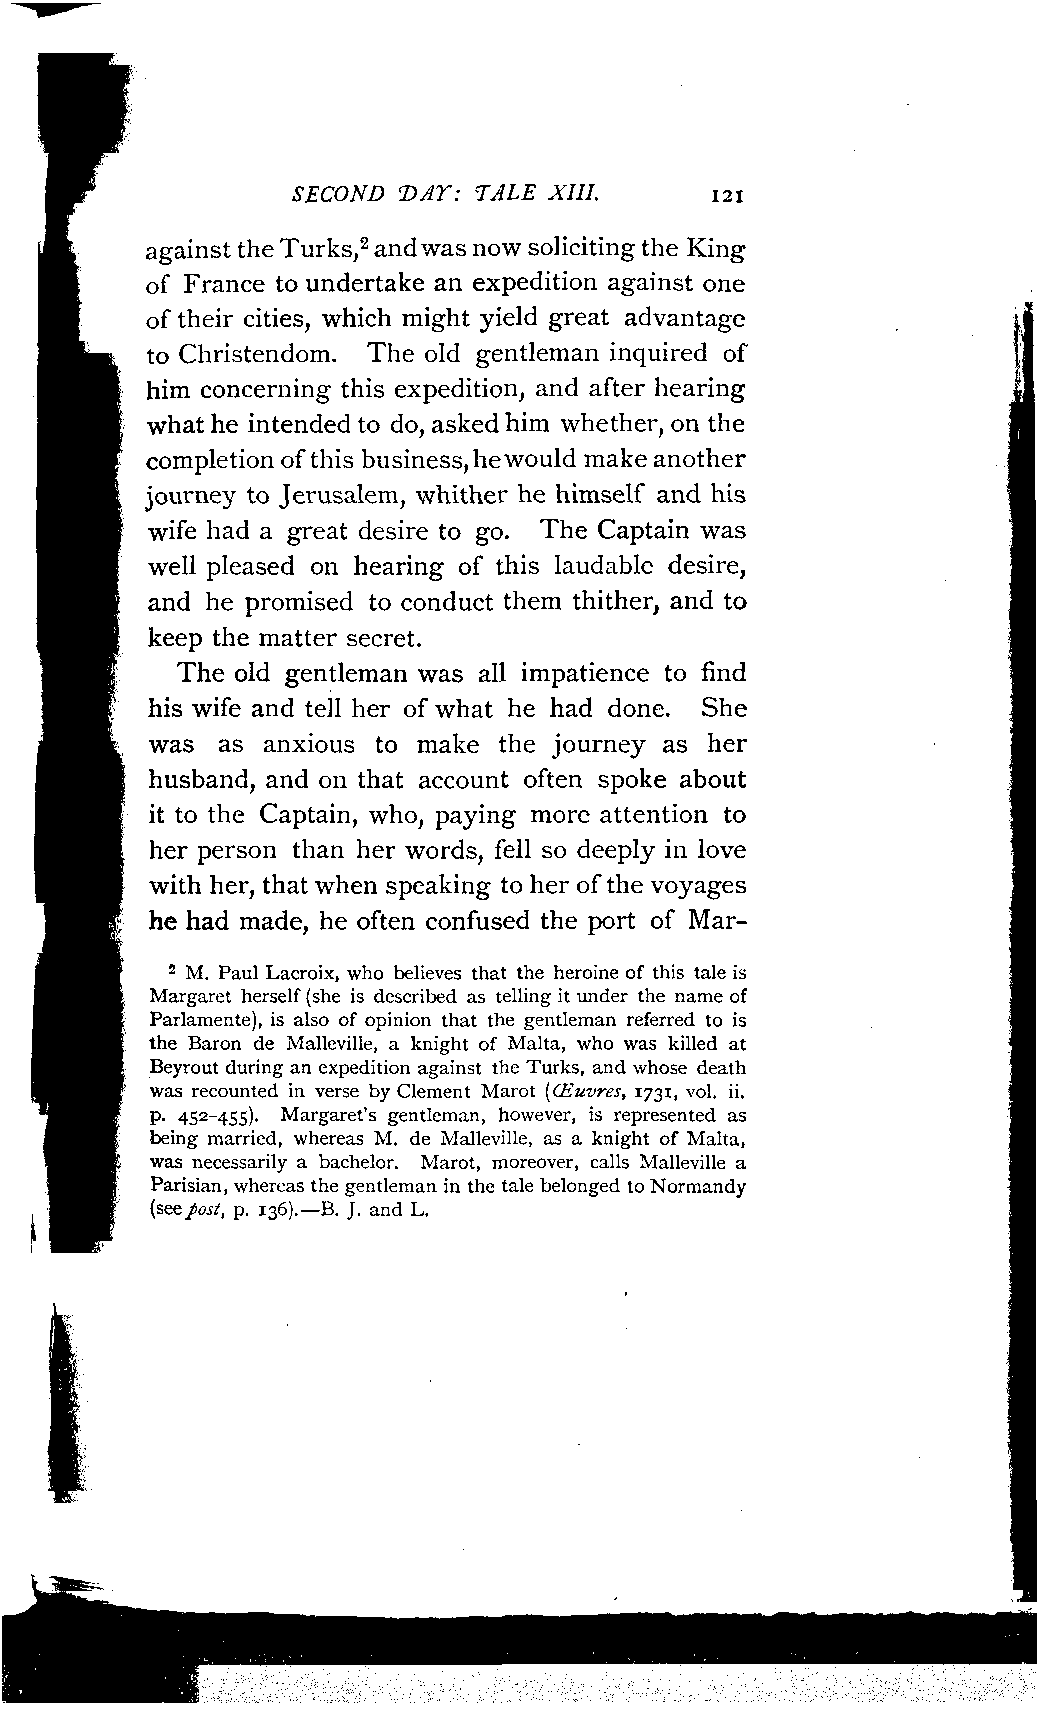 SECOND DAY: TALE XIII. 121
against the Turks,² and was now soliciting the King
of France to undertake an expedition against one
of their cities, which might yield great advantage
to Christendom. The old gentleman inquired of
him concerning this expedition, and after hearing
what he intended to do, asked him whether, on the
completion of this business, he would make another
journey to Jerusalem, whither he himself and his
wife had a great desire to go. The Captain was
well pleased on hearing of this laudable desire,
and he promised to conduct them thither, and to
keep the matter secret.
The old gentleman was all impatience to find
his wife and tell her of what he had done. She
was as anxious to make the journey as her
husband, and on that account often spoke about
it to the Captain, who, paying more attention to
her person than her words, fell so deeply in love
with her, that when speaking to her of the voyages
he had made, he often confused the port of Mar-
² M. Paul Lacroix, who believes that the heroine of this tale is
Margaret herself (she is described as telling it under the name of
Parlamente), is also of opinion that the gentleman referred to is
the Baron de Malleville, a knight of Malta, who was killed at
Beyrout during an expedition against the Turks, and whose death
was recounted in verse by Clement Marot (Œuvres, 1731, vol. ii.
p. 452-455). Margaret's gentleman, however, is represented as
being married, whereas M. de Malleville, as a knight of Malta,
was necessarily a bachelor. Marot, moreover, calls Malleville a
Parisian, whereas the gentleman in the tale belonged to Normandy
(see post, p. 136).—B. J. and L.